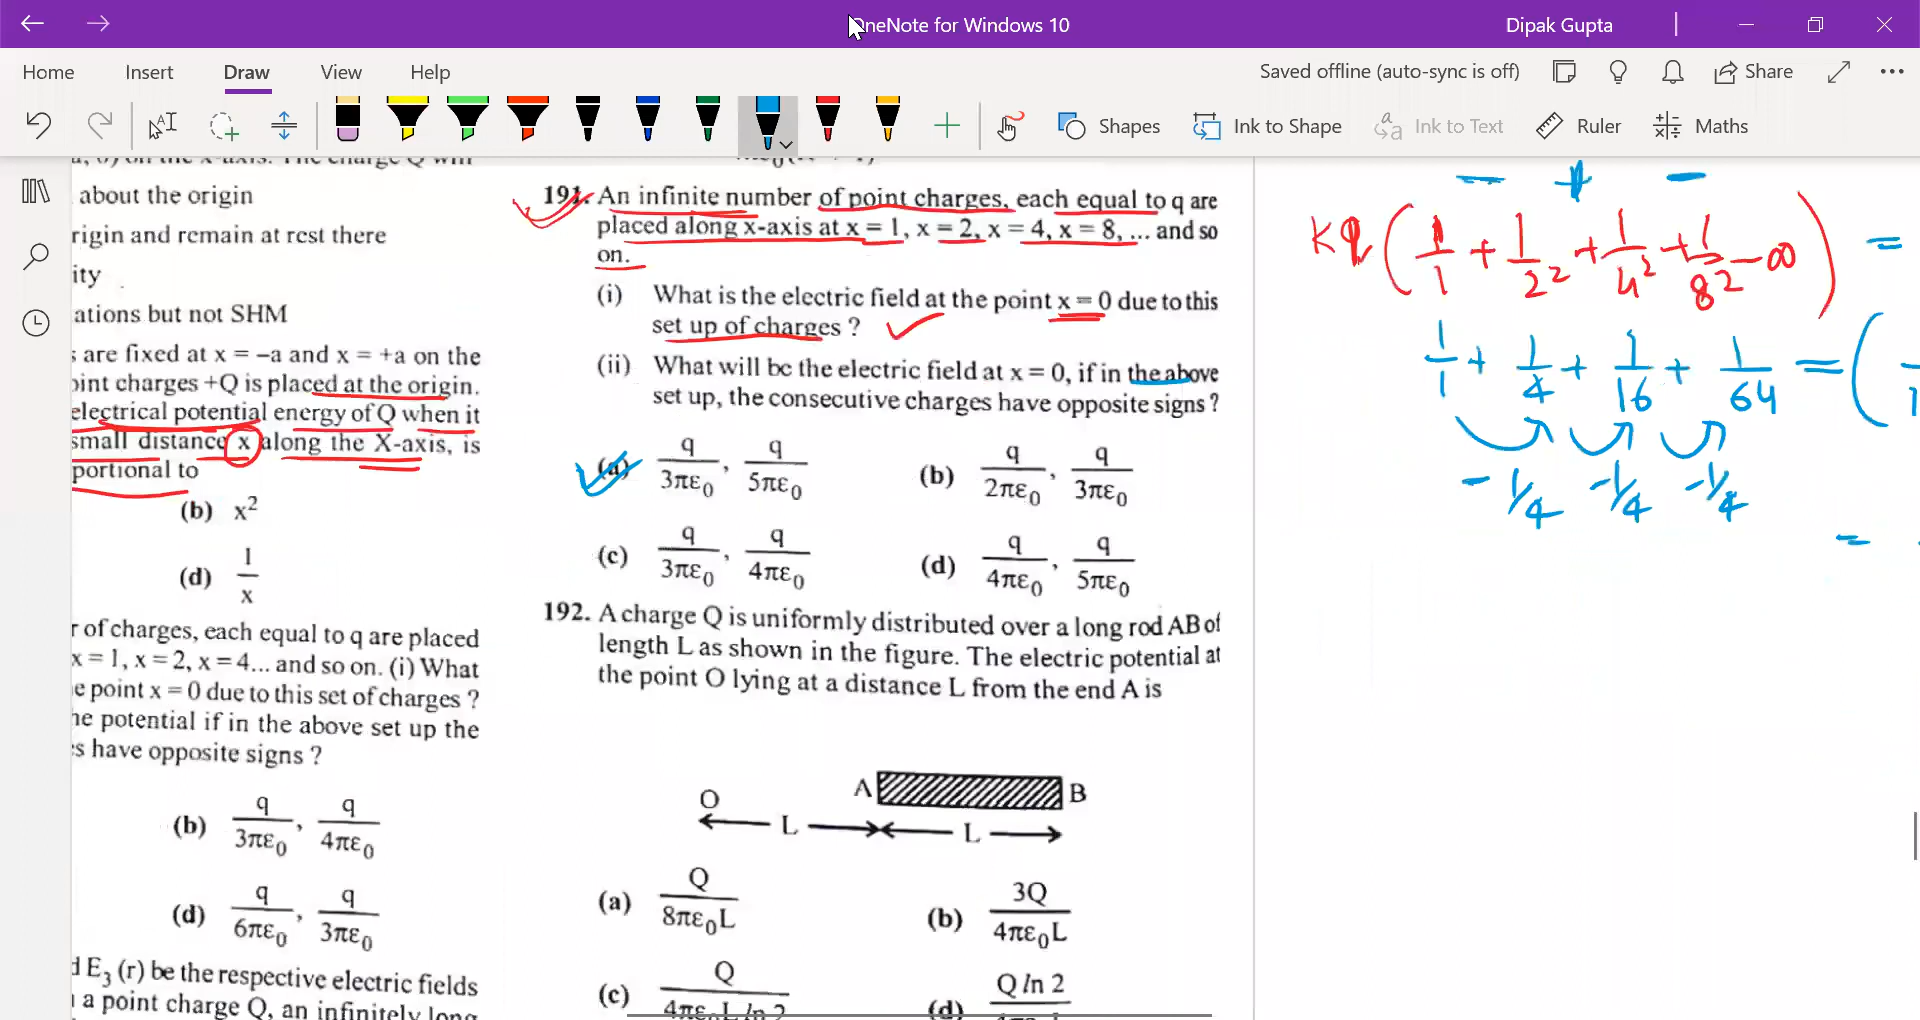 OneNote for Windows 10
Dipak Gupta
Home Insert Draw View Help
Saved offline (auto-sync is off)
Share
Shapes
Ink to Shape
Ink to Text
Ruler
Maths
about the origin
rigin and remain at rest there
ity
ations but not SHM
s are fixed at x = –a and x = +a on the
oint charges +Q is placed at the origin.
electrical potential energy of Q when it
small distance x along the X-axis, is
portional to
(b) x²
(d) 1/x
r of charges, each equal to q are placed
x = 1, x = 2, x = 4... and so on. (i) What
e point x = 0 due to this set of charges ?
he potential if in the above set up the
s have opposite signs ?
(b) q/3πε₀, q/4πε₀
(d) q/6πε₀, q/3πε₀
d E₃ (r) be the respective electric fields
a point charge Q, an infinitely long
191. An infinite number of point charges, each equal to q are
placed along x-axis at x = 1, x = 2, x = 4, x = 8, ... and so
on.
(i) What is the electric field at the point x = 0 due to this
set up of charges ?
(ii) What will be the electric field at x = 0, if in the above
set up, the consecutive charges have opposite signs ?
(a) q/3πε₀, q/5πε₀ (b) q/2πε₀, q/3πε₀
(c) q/3πε₀, q/4πε₀ (d) q/4πε₀, q/5πε₀
192. A charge Q is uniformly distributed over a long rod AB of
length L as shown in the figure. The electric potential at
the point O lying at a distance L from the end A is
O A B
L L
(a) Q/8πε₀L (b) 3Q/4πε₀L
(c) Q/4πε₀L ln 2 (d) Q ln 2
– + –
Kq (1/1 + 1/2² + 1/4² + 1/8² – ∞) =
1/1 + 1/4 + 1/16 + 1/64 = (
–1/4 –1/4 –1/4
=